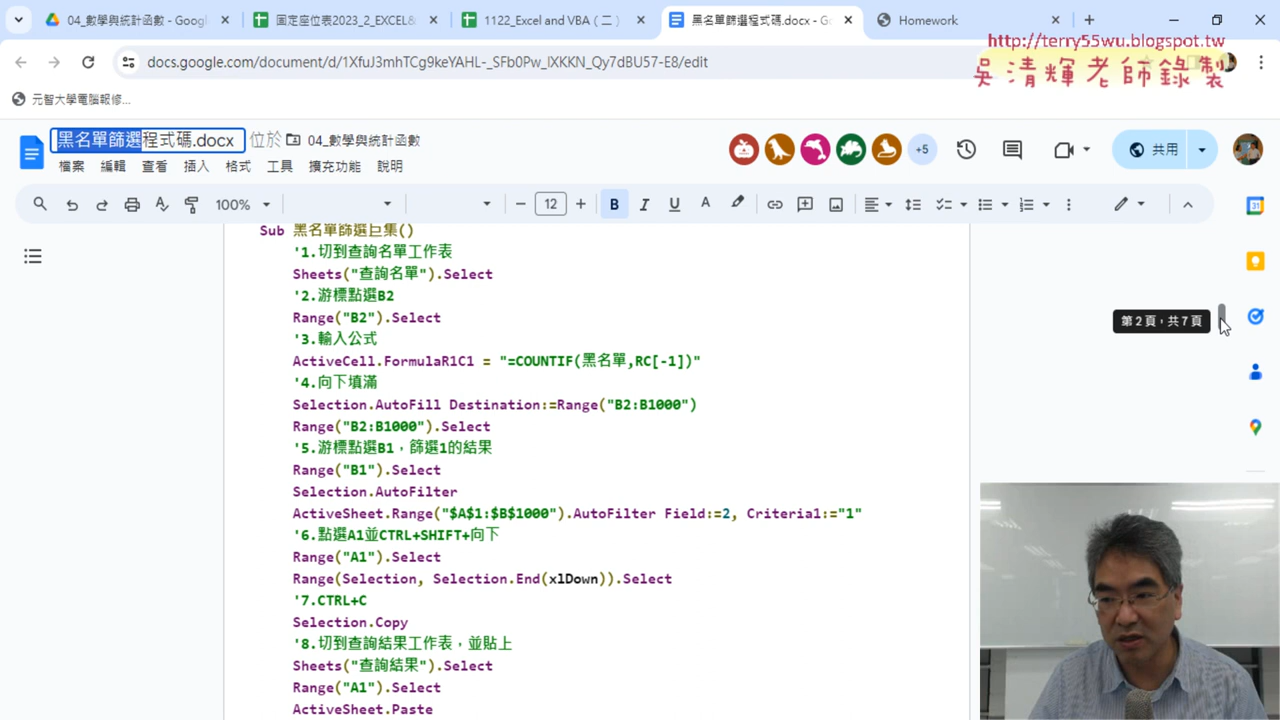 04_數學與統計函數 - Googl
固定座位表2023_2_EXCEL&
1122_Excel and VBA（二）
黑名單篩選程式碼.docx - Go
Homework
http://terry55wu.blogspot.tw
docs.google.com/document/d/1XfuJ3mhTCg9keYAHL-_SFb0Pw_lXKKN_Qy7dBU57-E8/edit
吳清輝老師錄製
元智大學電腦報修...
黑名單篩選程式碼.docx 位於 04_數學與統計函數
+5
共用
檔案 編輯 查看 插入 格式 工具 擴充功能 說明
100% 12 B I U A
31
Sub 黑名單篩選巨集()
'1.切到查詢名單工作表
Sheets("查詢名單").Select
'2.游標點選B2
Range("B2").Select
第 2 頁，共 7 頁
'3.輸入公式
ActiveCell.FormulaR1C1 = "=COUNTIF(黑名單,RC[-1])"
'4.向下填滿
Selection.AutoFill Destination:=Range("B2:B1000")
Range("B2:B1000").Select
'5.游標點選B1，篩選1的結果
Range("B1").Select
Selection.AutoFilter
ActiveSheet.Range("$A$1:$B$1000").AutoFilter Field:=2, Criteria1:="1"
'6.點選A1並CTRL+SHIFT+向下
Range("A1").Select
Range(Selection, Selection.End(xlDown)).Select
'7.CTRL+C
Selection.Copy
'8.切到查詢結果工作表，並貼上
Sheets("查詢結果").Select
Range("A1").Select
ActiveSheet.Paste